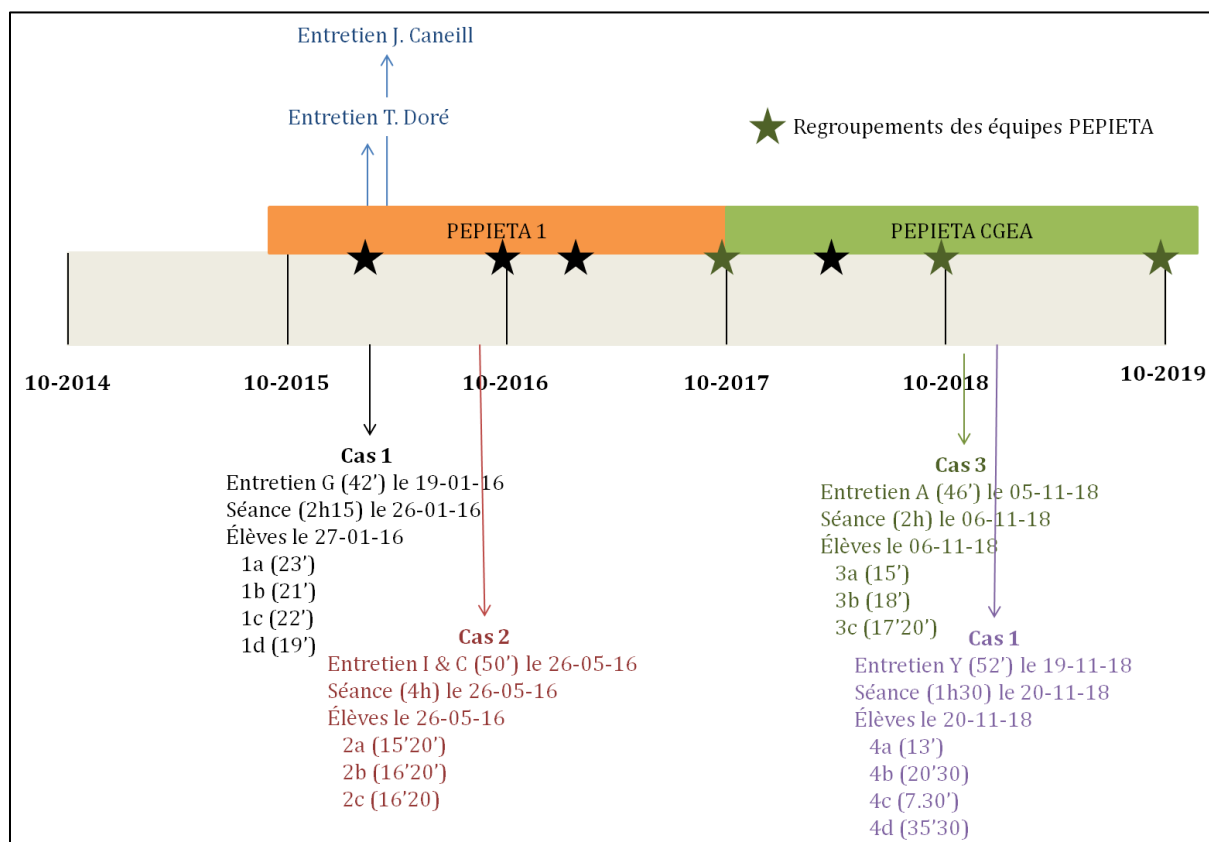 Entretien J. Caneill
Entretien T. Doré
Regroupements des équipes PEPIETA
PEPIETA 1
PEPIETA CGEA
10-2014
10-2015
10-2016
10-2017
10-2018
10-2019
Cas 1
Entretien G (42’) le 19-01-16
Séance (2h15) le 26-01-16
Élèves le 27-01-16
1a (23’)
1b (21’)
1c (22’)
1d (19’)
Cas 2
Entretien I & C (50’) le 26-05-16
Séance (4h) le 26-05-16
Élèves le 26-05-16
2a (15’20’)
2b (16’20’)
2c (16’20)
Cas 3
Entretien A (46’) le 05-11-18
Séance (2h) le 06-11-18
Élèves le 06-11-18
3a (15’)
3b (18’)
3c (17’20’)
Cas 1
Entretien Y (52’) le 19-11-18
Séance (1h30) le 20-11-18
Élèves le 20-11-18
4a (13’)
4b (20’30)
4c (7.30’)
4d (35’30)